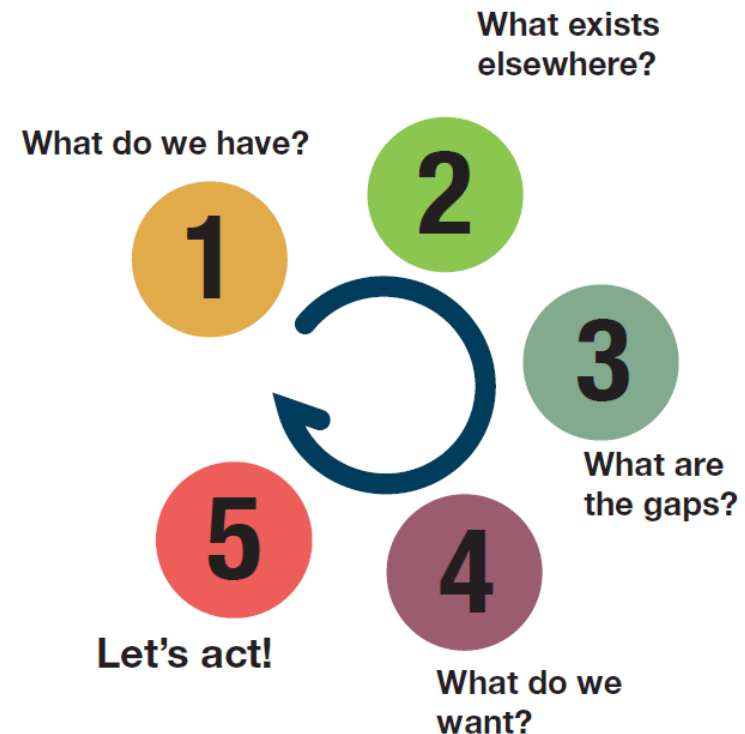 What do we have?
1
What exists
elsewhere?
2
3
What are
the gaps?
4
What do we
want?
5
Let’s act!